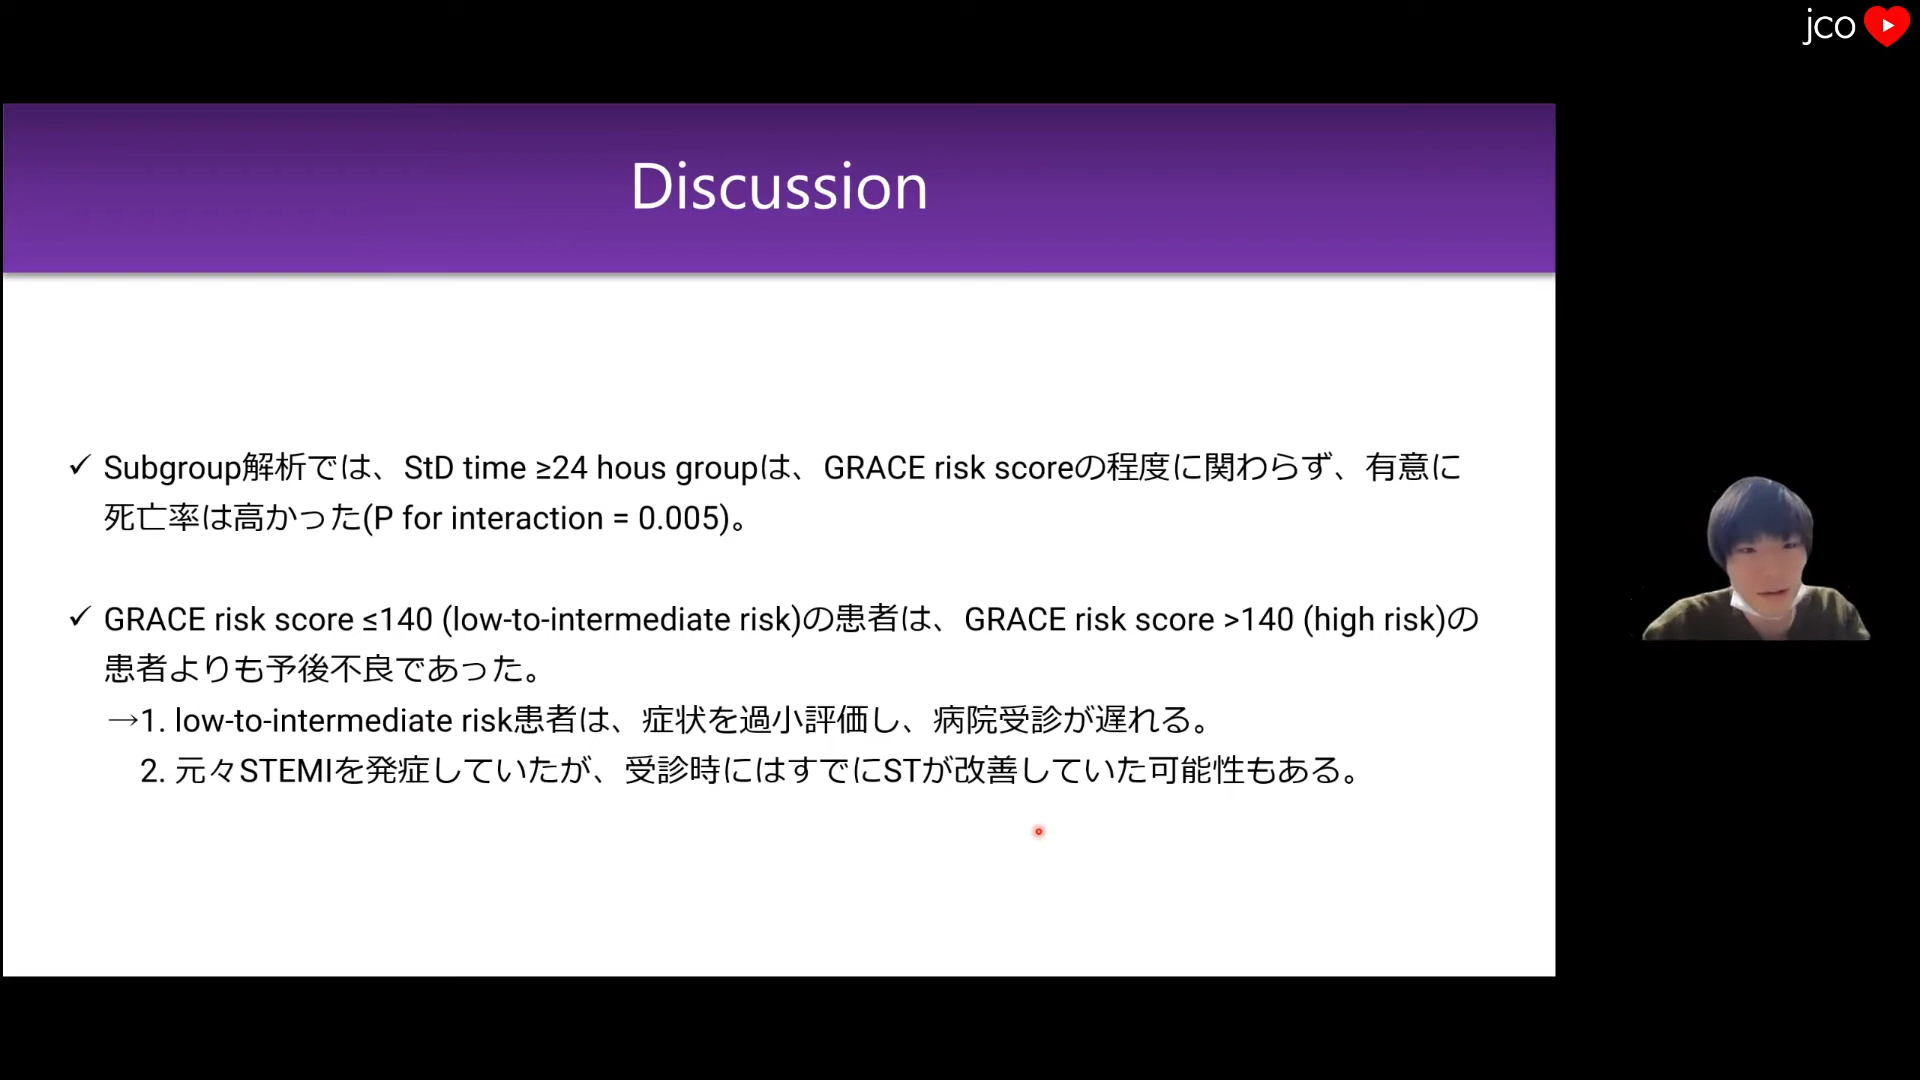 jco
Discussion
✓ Subgroup解析では、StD time ≥24 hous groupは、GRACE risk scoreの程度に関わらず、有意に
死亡率は高かった(P for interaction = 0.005)。
✓ GRACE risk score ≤140 (low-to-intermediate risk)の患者は、GRACE risk score >140 (high risk)の
患者よりも予後不良であった。
→1. low-to-intermediate risk患者は、症状を過小評価し、病院受診が遅れる。
2. 元々STEMIを発症していたが、受診時にはすでにSTが改善していた可能性もある。